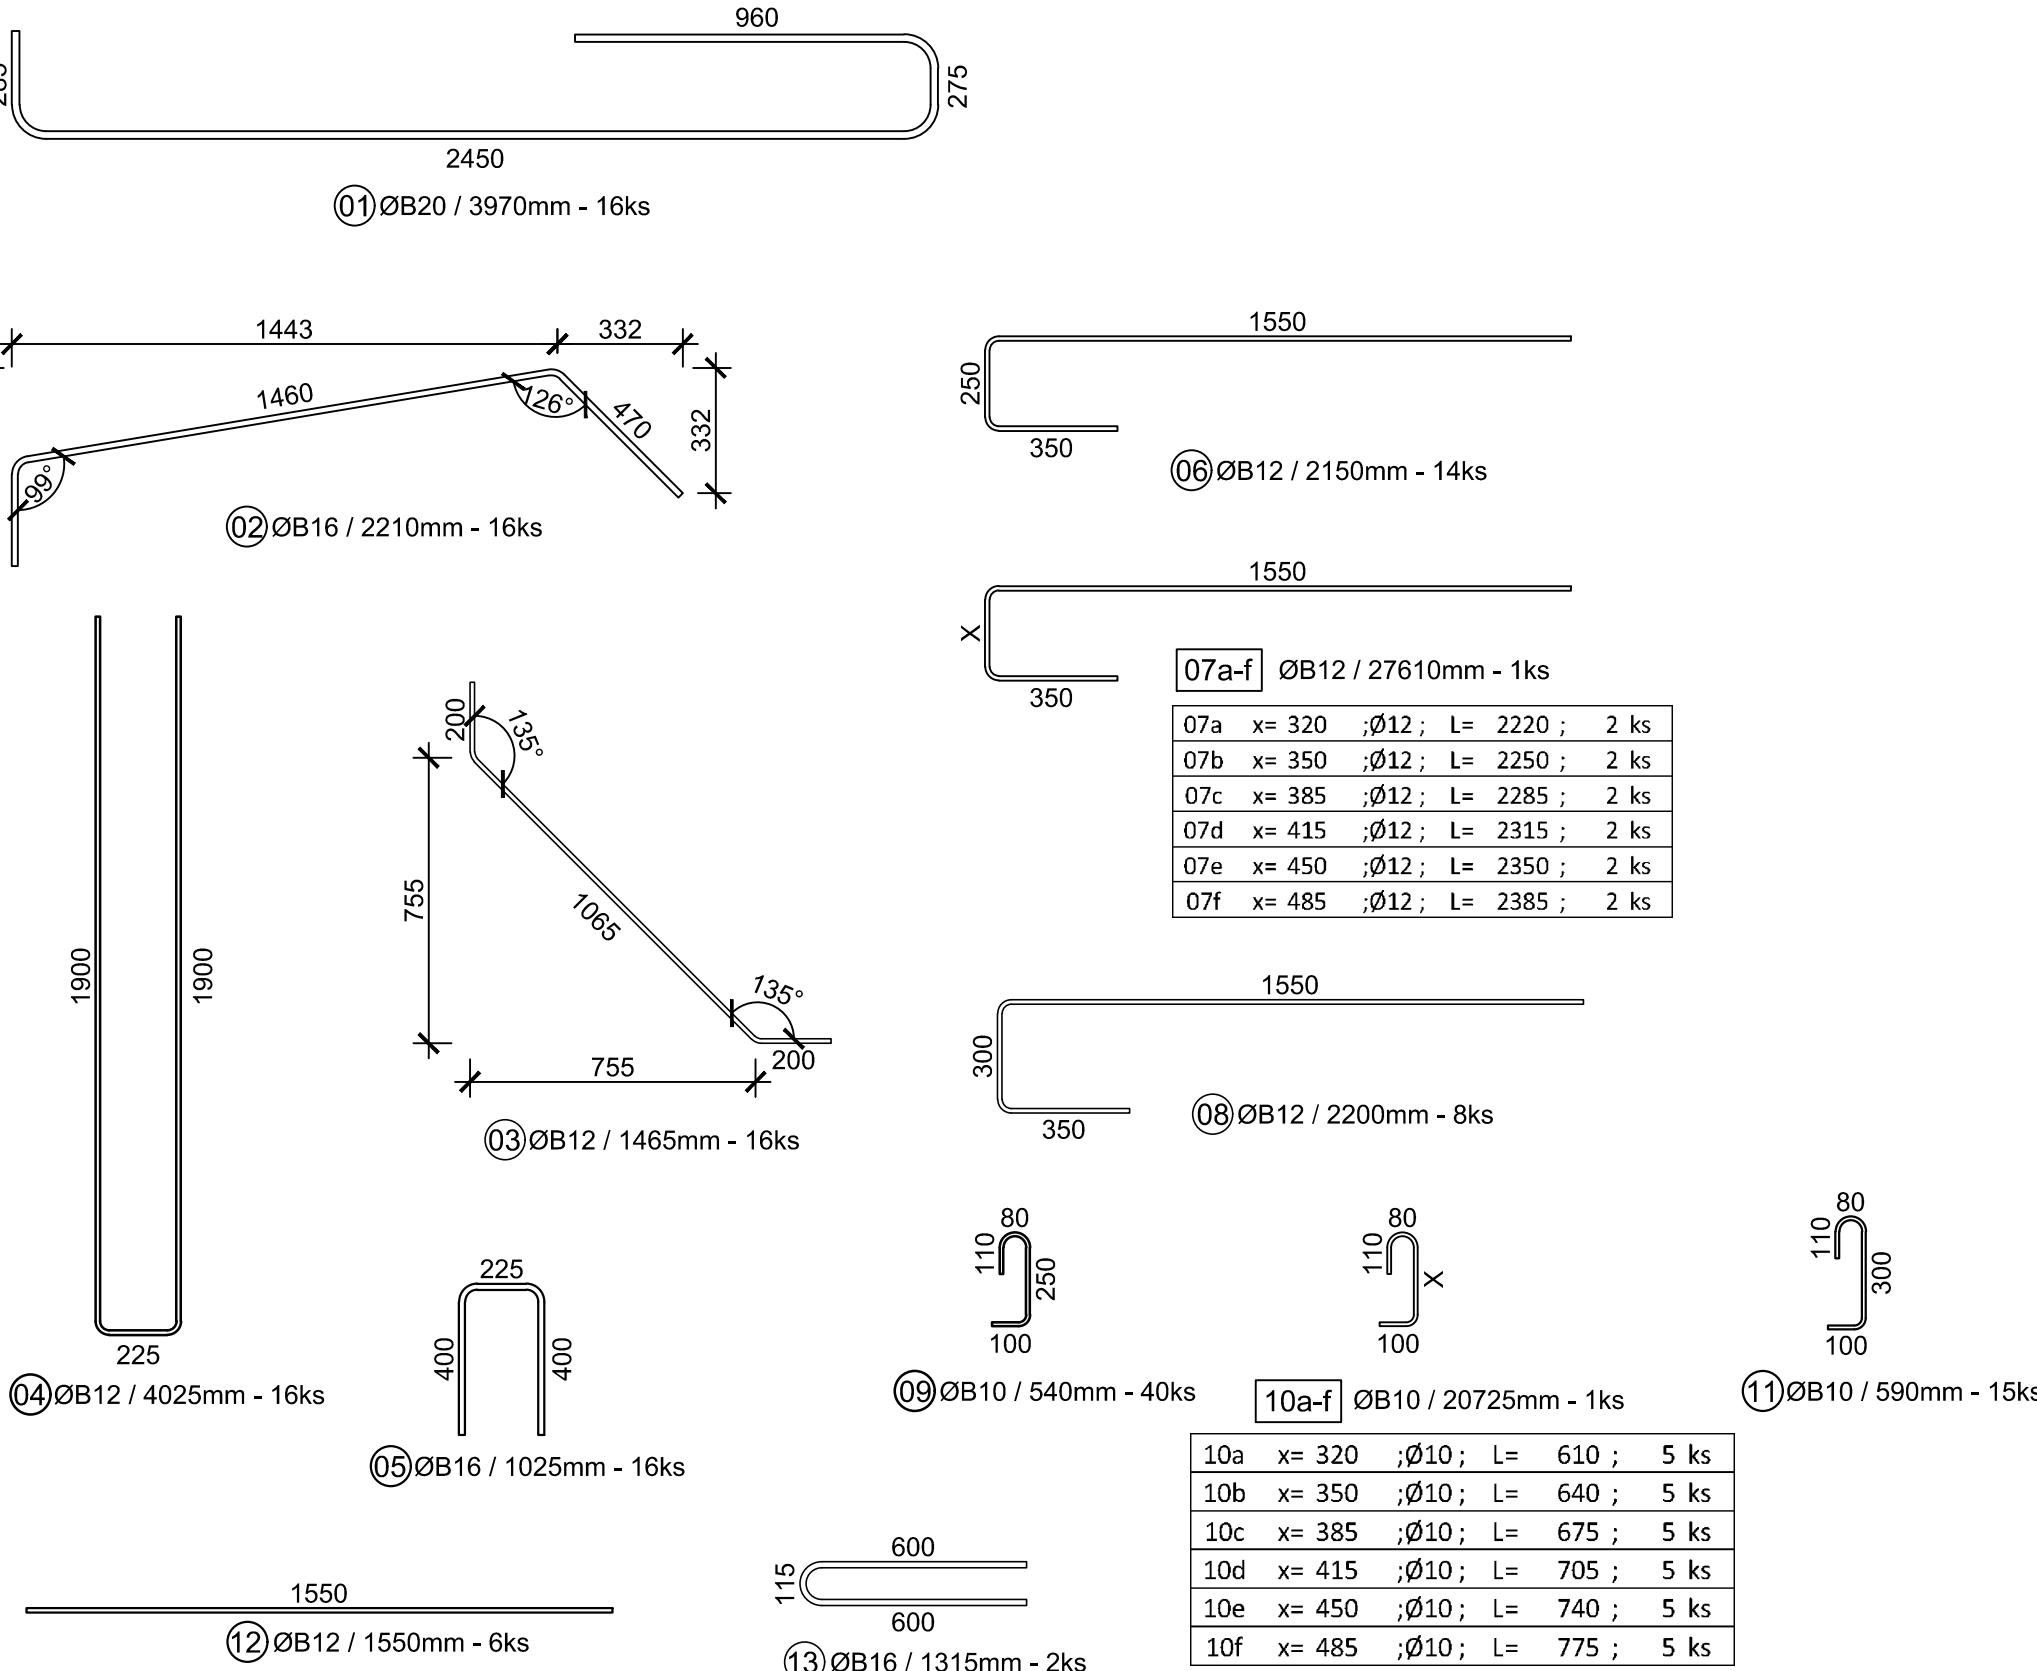 960
275
2450
01 ØB20 / 3970mm - 16ks
1443
332
1460
126°
470
332
99°
02 ØB16 / 2210mm - 16ks
1550
250
350
06 ØB12 / 2150mm - 14ks
1550
X
350
07a-f ØB12 / 27610mm - 1ks
07a x= 320 ;Ø12 ; L= 2220 ; 2 ks
07b x= 350 ;Ø12 ; L= 2250 ; 2 ks
07c x= 385 ;Ø12 ; L= 2285 ; 2 ks
07d x= 415 ;Ø12 ; L= 2315 ; 2 ks
07e x= 450 ;Ø12 ; L= 2350 ; 2 ks
07f x= 485 ;Ø12 ; L= 2385 ; 2 ks
200
135°
755
1065
135°
200
755
03 ØB12 / 1465mm - 16ks
1900
1900
225
04 ØB12 / 4025mm - 16ks
1550
300
350
08 ØB12 / 2200mm - 8ks
225
400
400
05 ØB16 / 1025mm - 16ks
80
110
250
100
09 ØB10 / 540mm - 40ks
80
110
X
100
10a-f ØB10 / 20725mm - 1ks
10a x= 320 ;Ø10 ; L= 610 ; 5 ks
10b x= 350 ;Ø10 ; L= 640 ; 5 ks
10c x= 385 ;Ø10 ; L= 675 ; 5 ks
10d x= 415 ;Ø10 ; L= 705 ; 5 ks
10e x= 450 ;Ø10 ; L= 740 ; 5 ks
10f x= 485 ;Ø10 ; L= 775 ; 5 ks
80
110
300
100
11 ØB10 / 590mm - 15ks
1550
12 ØB12 / 1550mm - 6ks
600
115
600
13 ØB16 / 1315mm - 2ks